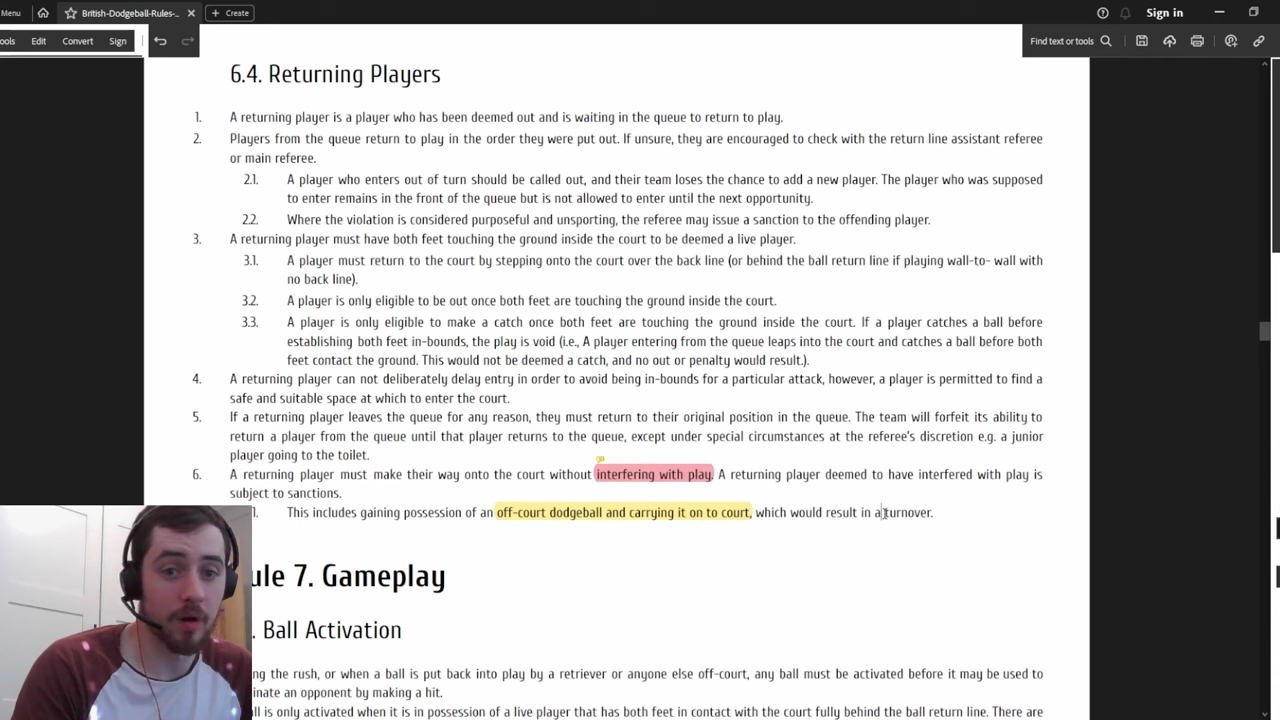 Menu
British-Dodgeball-Rules-...
Create
Sign in
ools
Edit
Convert
Sign
Find text or tools
6.4. Returning Players
1. A returning player is a player who has been deemed out and is waiting in the queue to return to play.
2. Players from the queue return to play in the order they were put out. If unsure, they are encouraged to check with the return line assistant referee
or main referee.
2.1. A player who enters out of turn should be called out, and their team loses the chance to add a new player. The player who was supposed
to enter remains in the front of the queue but is not allowed to enter until the next opportunity.
2.2. Where the violation is considered purposeful and unsporting, the referee may issue a sanction to the offending player.
3. A returning player must have both feet touching the ground inside the court to be deemed a live player.
3.1. A player must return to the court by stepping onto the court over the back line (or behind the ball return line if playing wall-to- wall with
no back line).
3.2. A player is only eligible to be out once both feet are touching the ground inside the court.
3.3. A player is only eligible to make a catch once both feet are touching the ground inside the court. If a player catches a ball before
establishing both feet in-bounds, the play is void (i.e., A player entering from the queue leaps into the court and catches a ball before both
feet contact the ground. This would not be deemed a catch, and no out or penalty would result.).
4. A returning player can not deliberately delay entry in order to avoid being in-bounds for a particular attack, however, a player is permitted to find a
safe and suitable space at which to enter the court.
5. If a returning player leaves the queue for any reason, they must return to their original position in the queue. The team will forfeit its ability to
return a player from the queue until that player returns to the queue, except under special circumstances at the referee's discretion e.g. a junior
player going to the toilet.
6. A returning player must make their way onto the court without interfering with play. A returning player deemed to have interfered with play is
subject to sanctions.
1. This includes gaining possession of an off-court dodgeball and carrying it on to court, which would result in a turnover.
ule 7. Gameplay
. Ball Activation
ng the rush, or when a ball is put back into play by a retriever or anyone else off-court, any ball must be activated before it may be used to
inate an opponent by making a hit.
all is only activated when it is in possession of a live player that has both feet in contact with the court fully behind the ball return line. There are